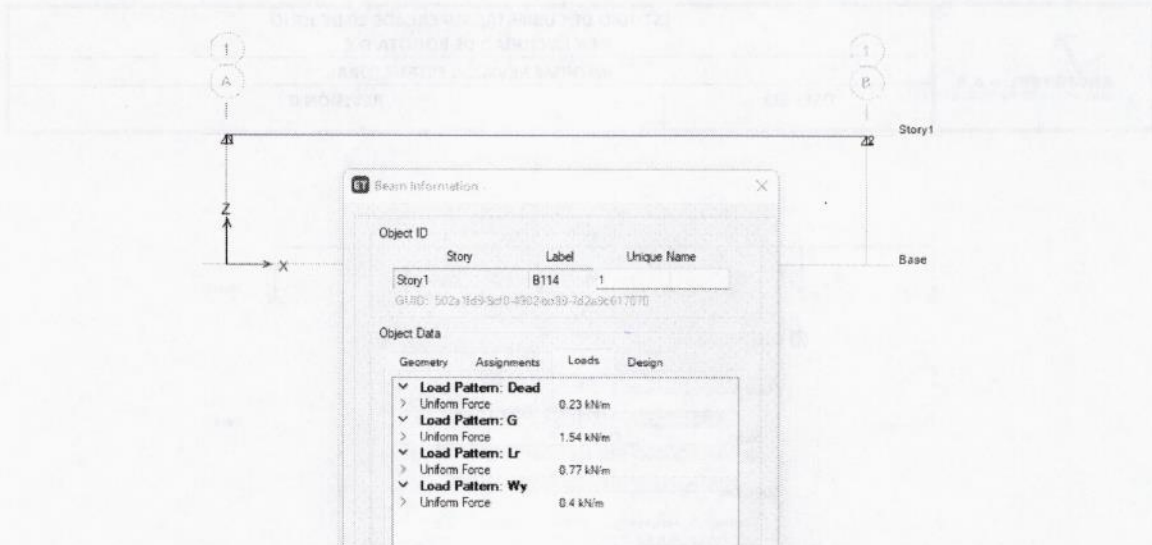 1
1
A
B
Story1
Z
X
Base
Beam Information
Object ID
Story Label Unique Name
Story1 B114 1
Object Data
Geometry Assignments Loads Design
Load Pattern: Dead
Uniform Force 0.23 kN/m
Load Pattern: G
Uniform Force 1.54 kN/m
Load Pattern: Lr
Uniform Force 0.77 kN/m
Load Pattern: Wy
Uniform Force 0.4 kN/m